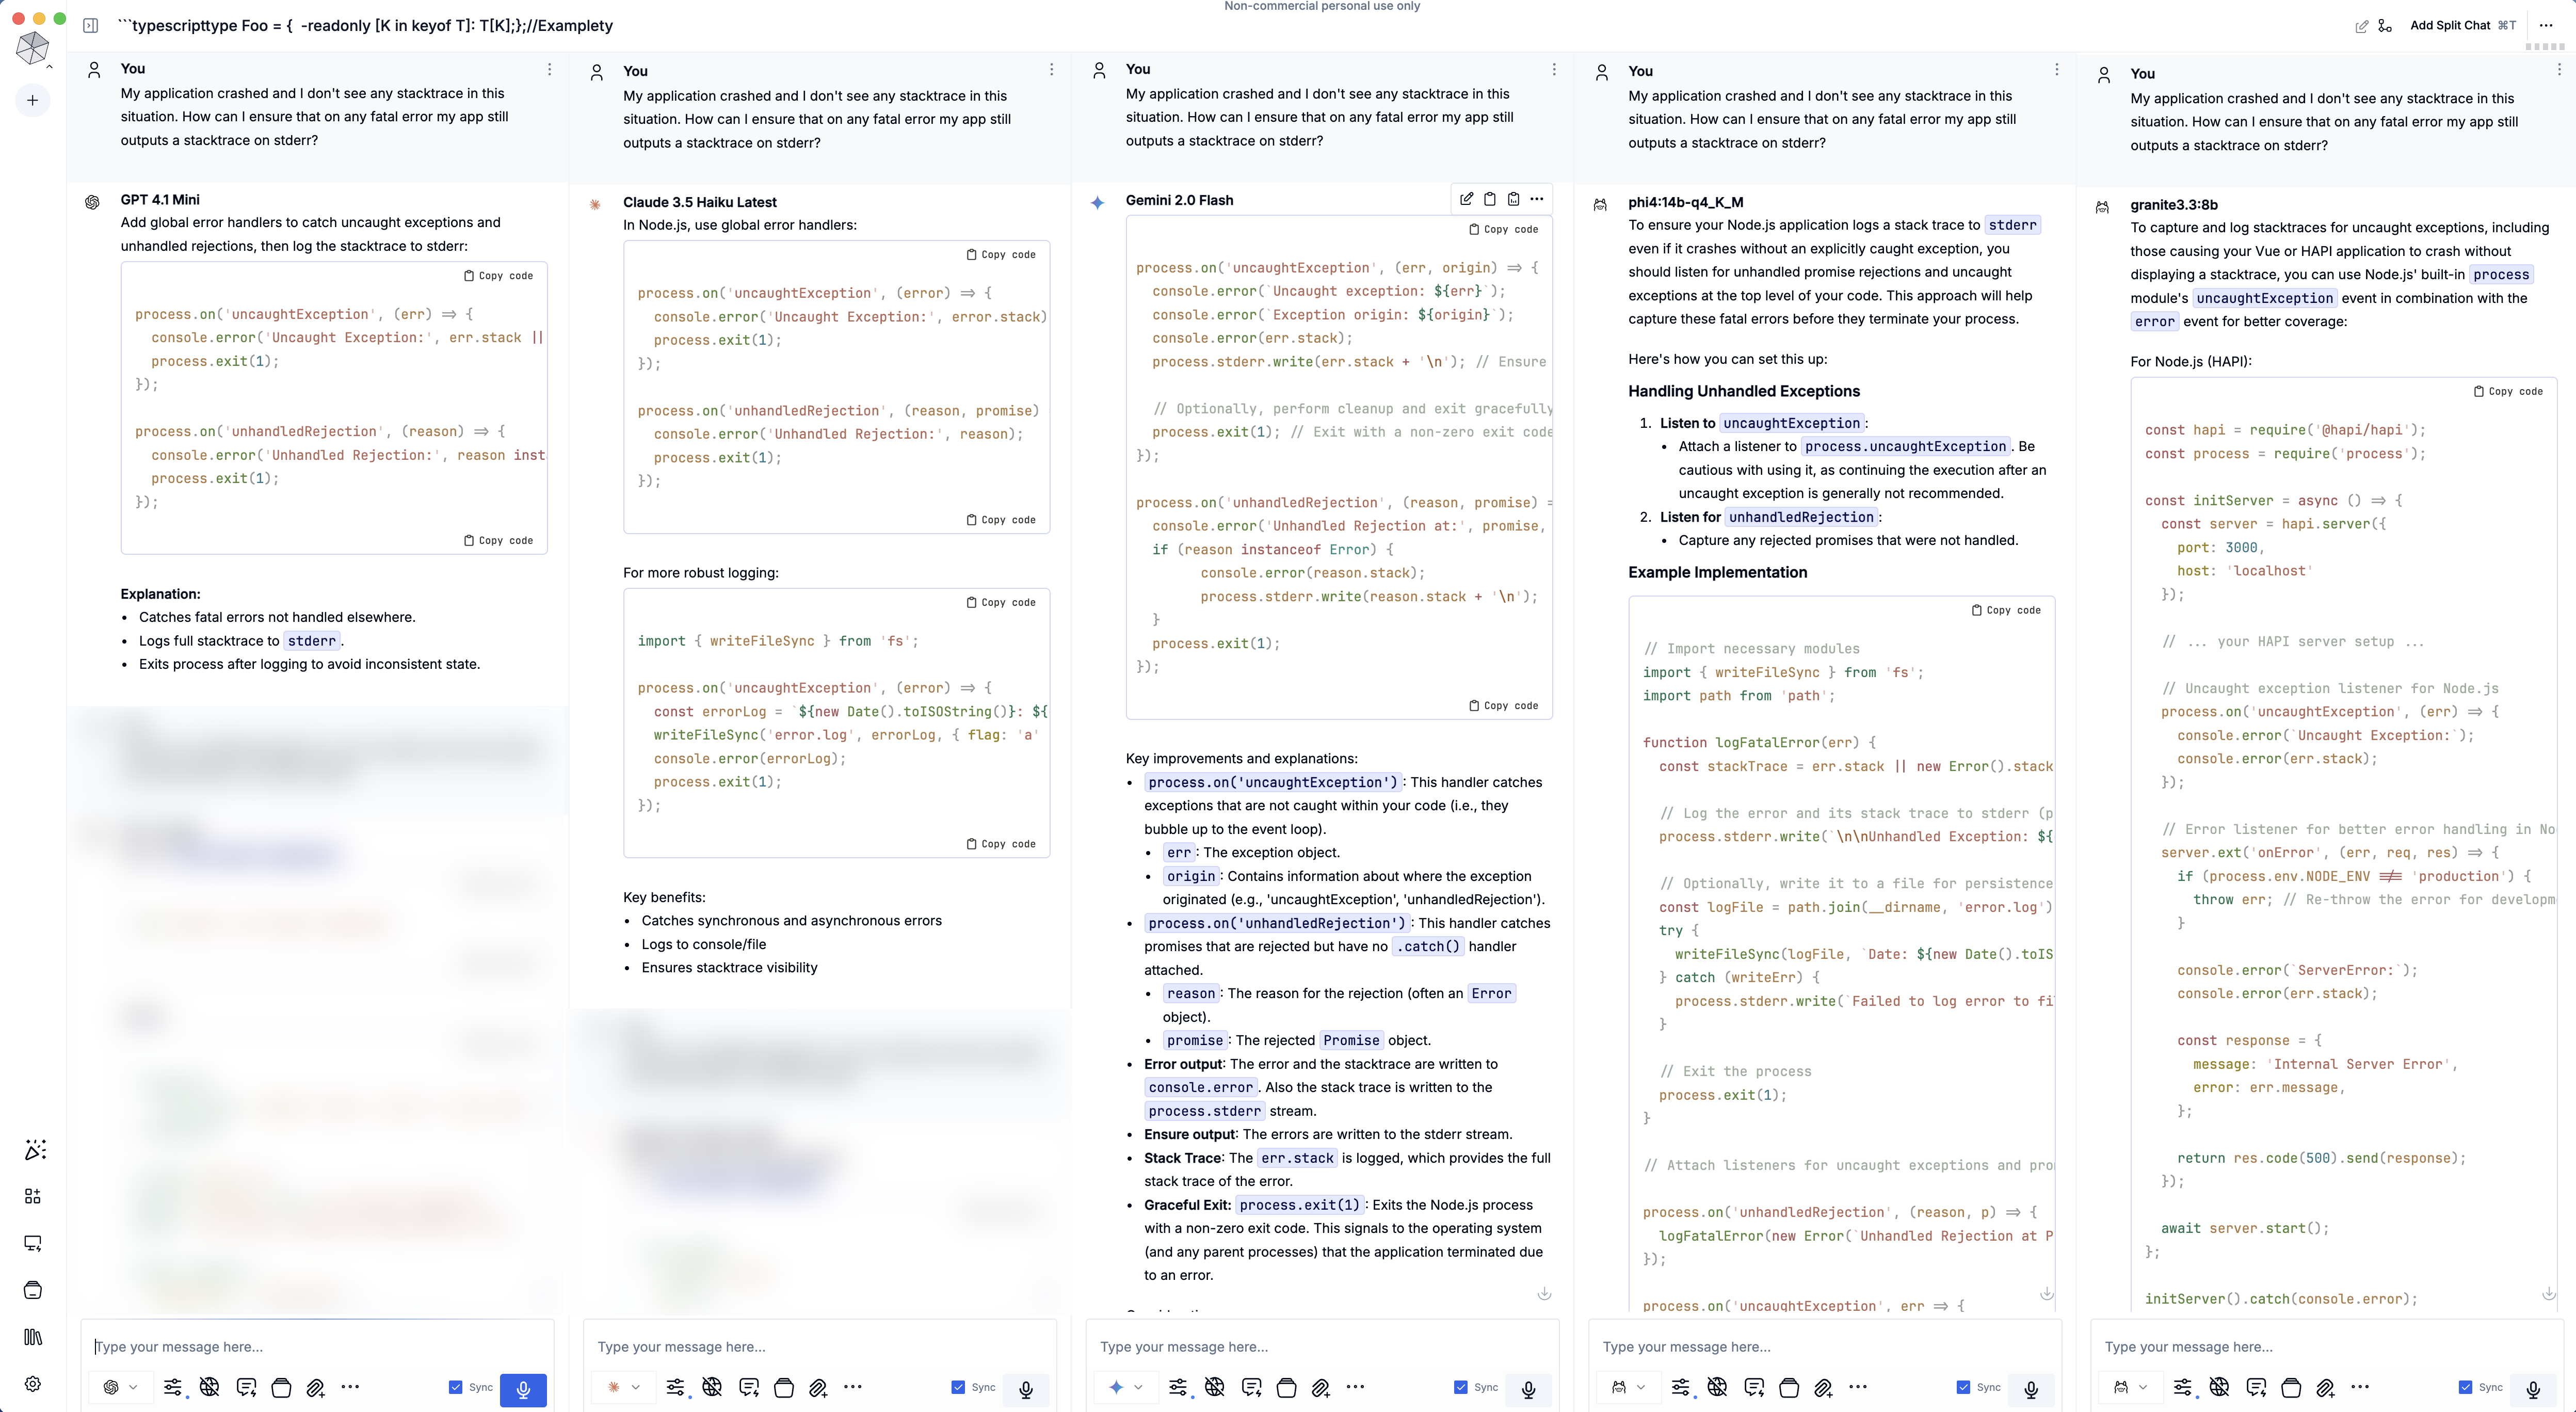 Non-commercial personal use only
```typescripttype Foo = {  -readonly [K in keyof T]: T[K];};//Examplety
Add Split Chat ⌘T
You
My application crashed and I don't see any stacktrace in this
situation. How can I ensure that on any fatal error my app still
outputs a stacktrace on stderr?
GPT 4.1 Mini
Add global error handlers to catch uncaught exceptions and
unhandled rejections, then log the stacktrace to stderr:
Copy code
process.on('uncaughtException', (err) => {
  console.error('Uncaught Exception:', err.stack ||
  process.exit(1);
});
process.on('unhandledRejection', (reason) => {
  console.error('Unhandled Rejection:', reason inst
  process.exit(1);
});
Copy code
Explanation:
• Catches fatal errors not handled elsewhere.
• Logs full stacktrace to stderr.
• Exits process after logging to avoid inconsistent state.
Type your message here...
Sync
You
My application crashed and I don't see any stacktrace in this
situation. How can I ensure that on any fatal error my app still
outputs a stacktrace on stderr?
Claude 3.5 Haiku Latest
In Node.js, use global error handlers:
Copy code
process.on('uncaughtException', (error) => {
  console.error('Uncaught Exception:', error.stack)
  process.exit(1);
});
process.on('unhandledRejection', (reason, promise)
  console.error('Unhandled Rejection:', reason);
  process.exit(1);
});
Copy code
For more robust logging:
Copy code
import { writeFileSync } from 'fs';
process.on('uncaughtException', (error) => {
  const errorLog = `${new Date().toISOString()}: ${
  writeFileSync('error.log', errorLog, { flag: 'a'
  console.error(errorLog);
  process.exit(1);
});
Copy code
Key benefits:
• Catches synchronous and asynchronous errors
• Logs to console/file
• Ensures stacktrace visibility
Type your message here...
Sync
You
My application crashed and I don't see any stacktrace in this
situation. How can I ensure that on any fatal error my app still
outputs a stacktrace on stderr?
Gemini 2.0 Flash
Copy code
process.on('uncaughtException', (err, origin) => {
  console.error(`Uncaught exception: ${err}`);
  console.error(`Exception origin: ${origin}`);
  console.error(err.stack);
  process.stderr.write(err.stack + '\n'); // Ensure
  // Optionally, perform cleanup and exit gracefully
  process.exit(1); // Exit with a non-zero exit code
});
process.on('unhandledRejection', (reason, promise) =
  console.error('Unhandled Rejection at:', promise,
  if (reason instanceof Error) {
        console.error(reason.stack);
        process.stderr.write(reason.stack + '\n');
  }
  process.exit(1);
});
Copy code
Key improvements and explanations:
• process.on('uncaughtException'): This handler catches
exceptions that are not caught within your code (i.e., they
bubble up to the event loop).
• err: The exception object.
• origin: Contains information about where the exception
originated (e.g., 'uncaughtException', 'unhandledRejection').
• process.on('unhandledRejection'): This handler catches
promises that are rejected but have no .catch() handler
attached.
• reason: The reason for the rejection (often an Error
object).
• promise: The rejected Promise object.
• Error output: The error and the stacktrace are written to
console.error. Also the stack trace is written to the
process.stderr stream.
• Ensure output: The errors are written to the stderr stream.
• Stack Trace: The err.stack is logged, which provides the full
stack trace of the error.
• Graceful Exit: process.exit(1): Exits the Node.js process
with a non-zero exit code. This signals to the operating system
(and any parent processes) that the application terminated due
to an error.
Type your message here...
Sync
You
My application crashed and I don't see any stacktrace in this
situation. How can I ensure that on any fatal error my app still
outputs a stacktrace on stderr?
phi4:14b-q4_K_M
To ensure your Node.js application logs a stack trace to stderr
even if it crashes without an explicitly caught exception, you
should listen for unhandled promise rejections and uncaught
exceptions at the top level of your code. This approach will help
capture these fatal errors before they terminate your process.
Here's how you can set this up:
Handling Unhandled Exceptions
1. Listen to uncaughtException:
• Attach a listener to process.uncaughtException. Be
cautious with using it, as continuing the execution after an
uncaught exception is generally not recommended.
2. Listen for unhandledRejection:
• Capture any rejected promises that were not handled.
Example Implementation
Copy code
// Import necessary modules
import { writeFileSync } from 'fs';
import path from 'path';
function logFatalError(err) {
  const stackTrace = err.stack || new Error().stack
  // Log the error and its stack trace to stderr (p
  process.stderr.write(`\n\nUnhandled Exception: ${
  // Optionally, write it to a file for persistence
  const logFile = path.join(__dirname, 'error.log')
  try {
    writeFileSync(logFile, `Date: ${new Date().toIS
  } catch (writeErr) {
    process.stderr.write(`Failed to log error to fi
  }
  // Exit the process
  process.exit(1);
}
// Attach listeners for uncaught exceptions and pro
process.on('unhandledRejection', (reason, p) => {
  logFatalError(new Error(`Unhandled Rejection at P
});
process.on('uncaughtException', err => {
Type your message here...
Sync
You
My application crashed and I don't see any stacktrace in this
situation. How can I ensure that on any fatal error my app still
outputs a stacktrace on stderr?
granite3.3:8b
To capture and log stacktraces for uncaught exceptions, including
those causing your Vue or HAPI application to crash without
displaying a stacktrace, you can use Node.js' built-in process
module's uncaughtException event in combination with the
error event for better coverage:
For Node.js (HAPI):
Copy code
const hapi = require('@hapi/hapi');
const process = require('process');
const initServer = async () => {
  const server = hapi.server({
    port: 3000,
    host: 'localhost'
  });
  // ... your HAPI server setup ...
  // Uncaught exception listener for Node.js
  process.on('uncaughtException', (err) => {
    console.error(`Uncaught Exception:`);
    console.error(err.stack);
  });
  // Error listener for better error handling in No
  server.ext('onError', (err, req, res) => {
    if (process.env.NODE_ENV !== 'production') {
      throw err; // Re-throw the error for developm
    }
    console.error(`ServerError:`);
    console.error(err.stack);
    const response = {
      message: 'Internal Server Error',
      error: err.message,
    };
    return res.code(500).send(response);
  });
  await server.start();
};
initServer().catch(console.error);
Type your message here...
Sync